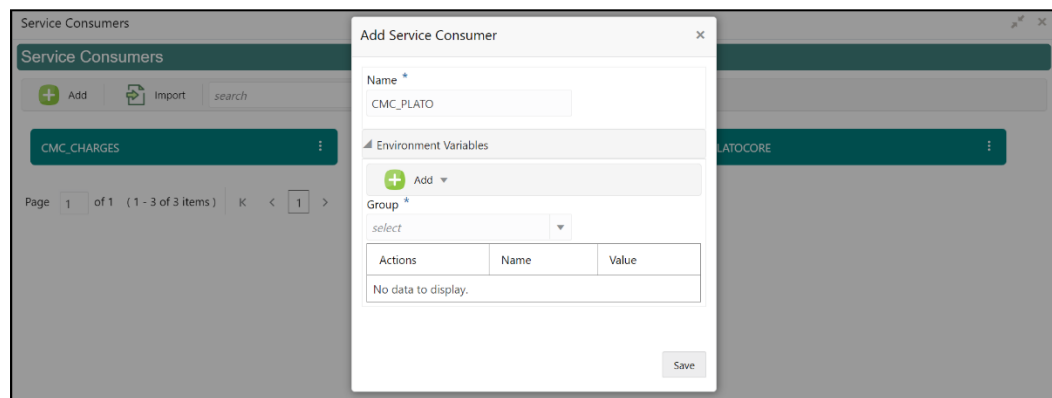 Service Consumers
Service Consumers
Add Import search
CMC_CHARGES
LATOCORE
Page 1 of 1 ( 1 - 3 of 3 items ) K < 1 >
Add Service Consumer ×
Name *
CMC_PLATO
Environment Variables
Add
Group *
select
Actions Name Value
No data to display.
Save